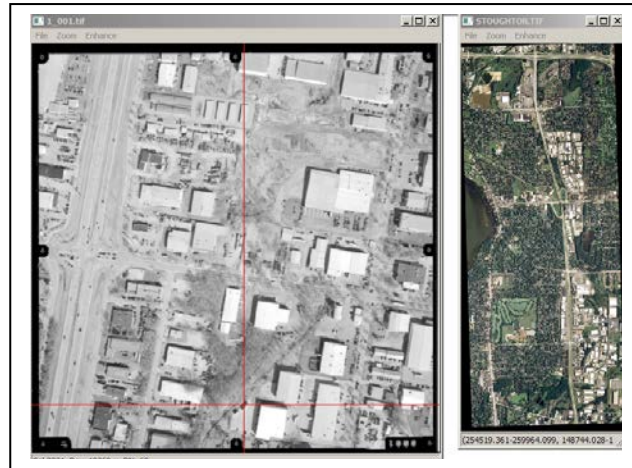 1_001.tif
File Zoom Enhance
STOUGHTON.TIF
File Zoom Enhance
(254519.361-259964.099, 148744.028-1